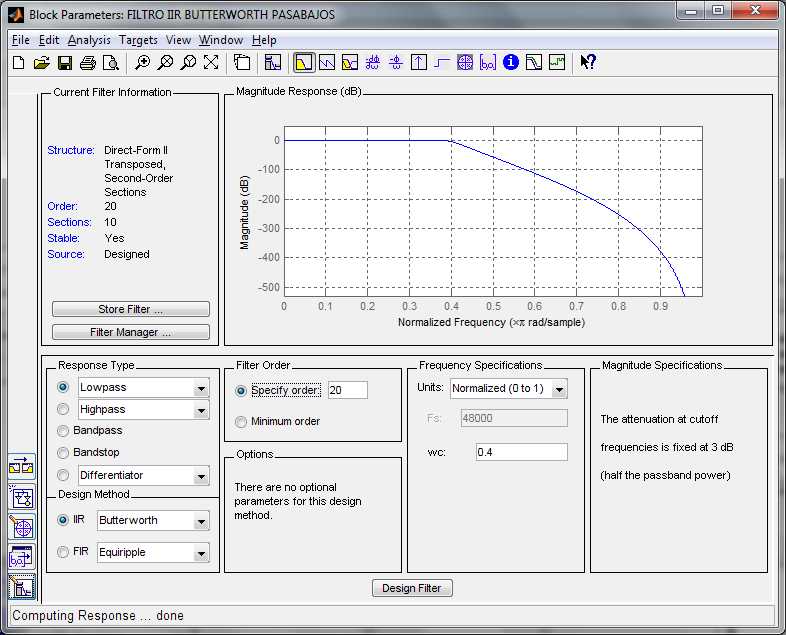 Block Parameters: FILTRO IIR BUTTERWORTH PASABAJOS
File Edit Analysis Targets View Window Help
Current Filter Information
Structure: Direct-Form II
Transposed,
Second-Order
Sections
Order: 20
Sections: 10
Stable: Yes
Source: Designed
Store Filter ...
Filter Manager ...
Magnitude Response (dB)
Magnitude (dB)
0
-100
-200
-300
-400
-500
0 0.1 0.2 0.3 0.4 0.5 0.6 0.7 0.8 0.9
Normalized Frequency (×π rad/sample)
Response Type
Lowpass
Highpass
Bandpass
Bandstop
Differentiator
Design Method
IIR Butterworth
FIR Equiripple
Filter Order
Specify order: 20
Minimum order
Options
There are no optional
parameters for this design
method.
Frequency Specifications
Units: Normalized (0 to 1)
Fs: 48000
wc: 0.4
Magnitude Specifications
The attenuation at cutoff
frequencies is fixed at 3 dB
(half the passband power)
Design Filter
Computing Response ... done